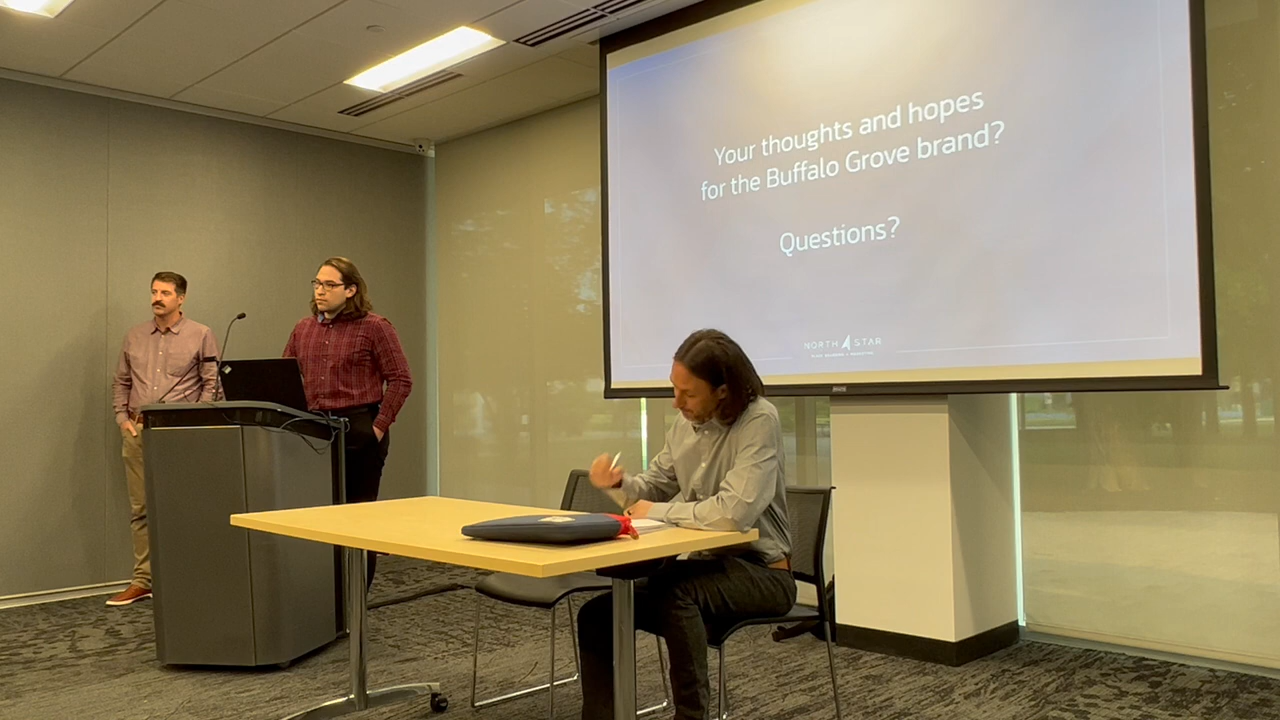 Your thoughts and hopes
for the Buffalo Grove brand?
Questions?
NORTH STAR